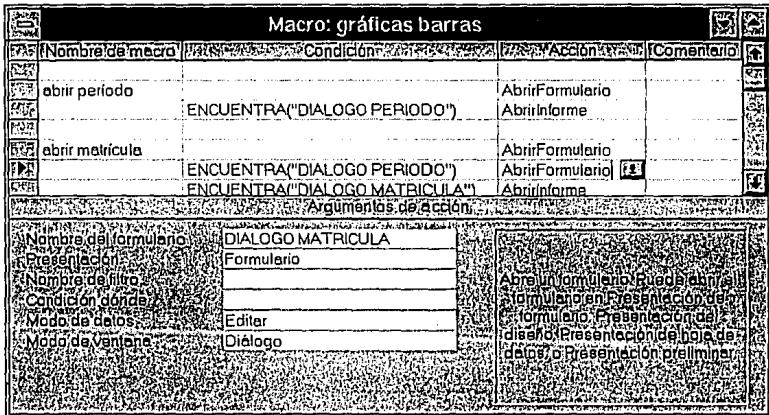 Macro: gráficas barras
Nombre de macro Condición Acción Comentario
abrir período AbrirFormulario
ENCUENTRA("DIALOGO PERIODO") AbrirInforme
abrir matrícula AbrirFormulario
ENCUENTRA("DIALOGO PERIODO") AbrirFormulario
ENCUENTRA("DIALOGO MATRICULA") AbrirInforme
Argumentos de acción
Nombre del formulario DIALOGO MATRICULA
Presentación Formulario
Nombre de filtro
Condición dónde
Modo de datos Editar
Modo de ventana Diálogo
Abre un formulario. Puede abrir
formulario en Presentación de
formulario, Presentación del
diseño, Presentación de hoja de
datos, o Presentación preliminar.